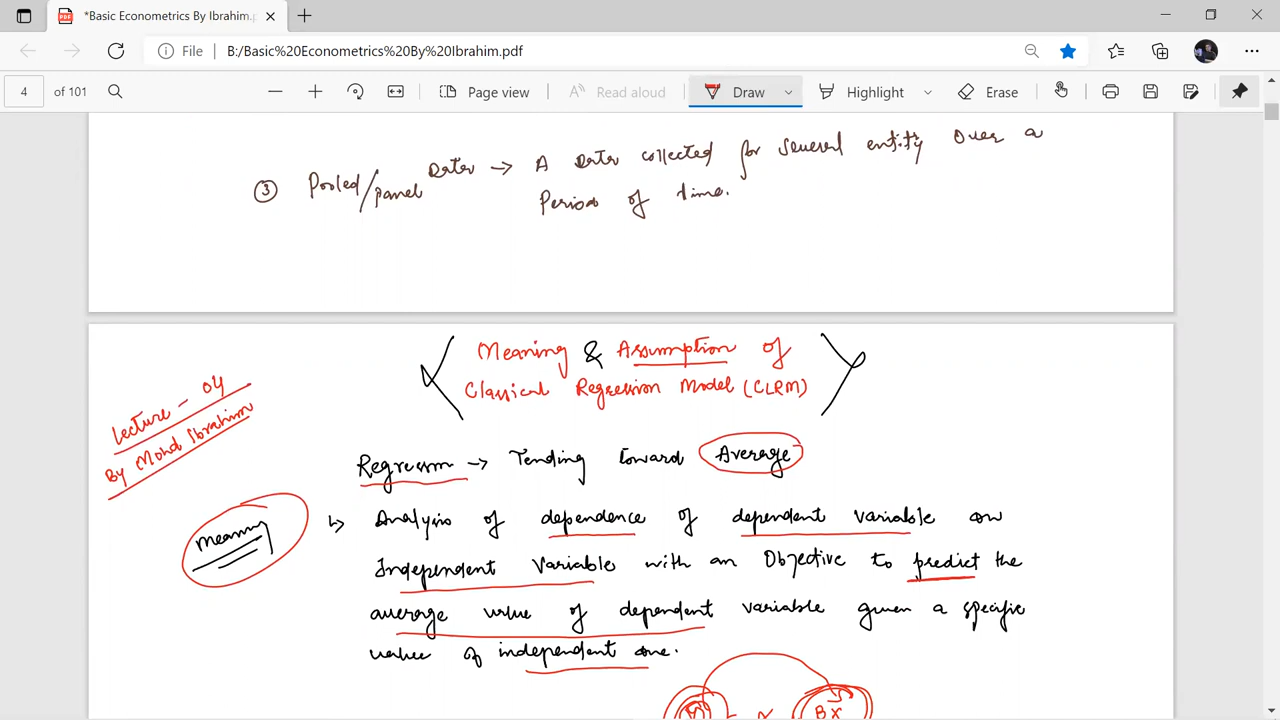 *Basic Econometrics By Ibrahim.p
File B:/Basic%20Econometrics%20By%20Ibrahim.pdf
4 of 101 Page view Read aloud Draw Highlight Erase
③ Pooled/panel Data → A Data collected for several entity over a
Period of time.
Meaning & Assumption of
Classical Regression Model (CLRM)
Lecture - 04
By Mohd Ibrahim
Regression → Tending toward Average
Meaning
↳ Analysis of dependence of dependent variable on
Independent Variable with an Objective to predict the
average value of dependent variable given a specific
value of independent one.
BX